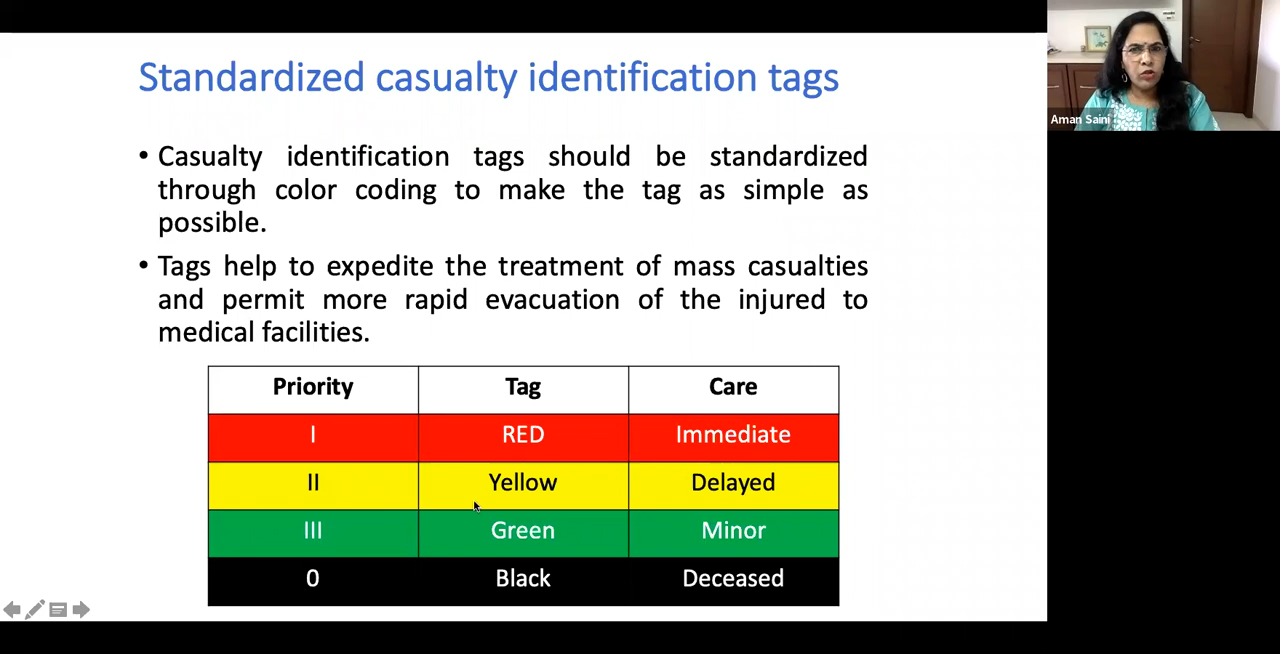 Standardized casualty identification tags
• Casualty identification tags should be standardized
through color coding to make the tag as simple as
possible.
• Tags help to expedite the treatment of mass casualties
and permit more rapid evacuation of the injured to
medical facilities.
Priority Tag Care
I RED Immediate
II Yellow Delayed
III Green Minor
0 Black Deceased
Aman Saini